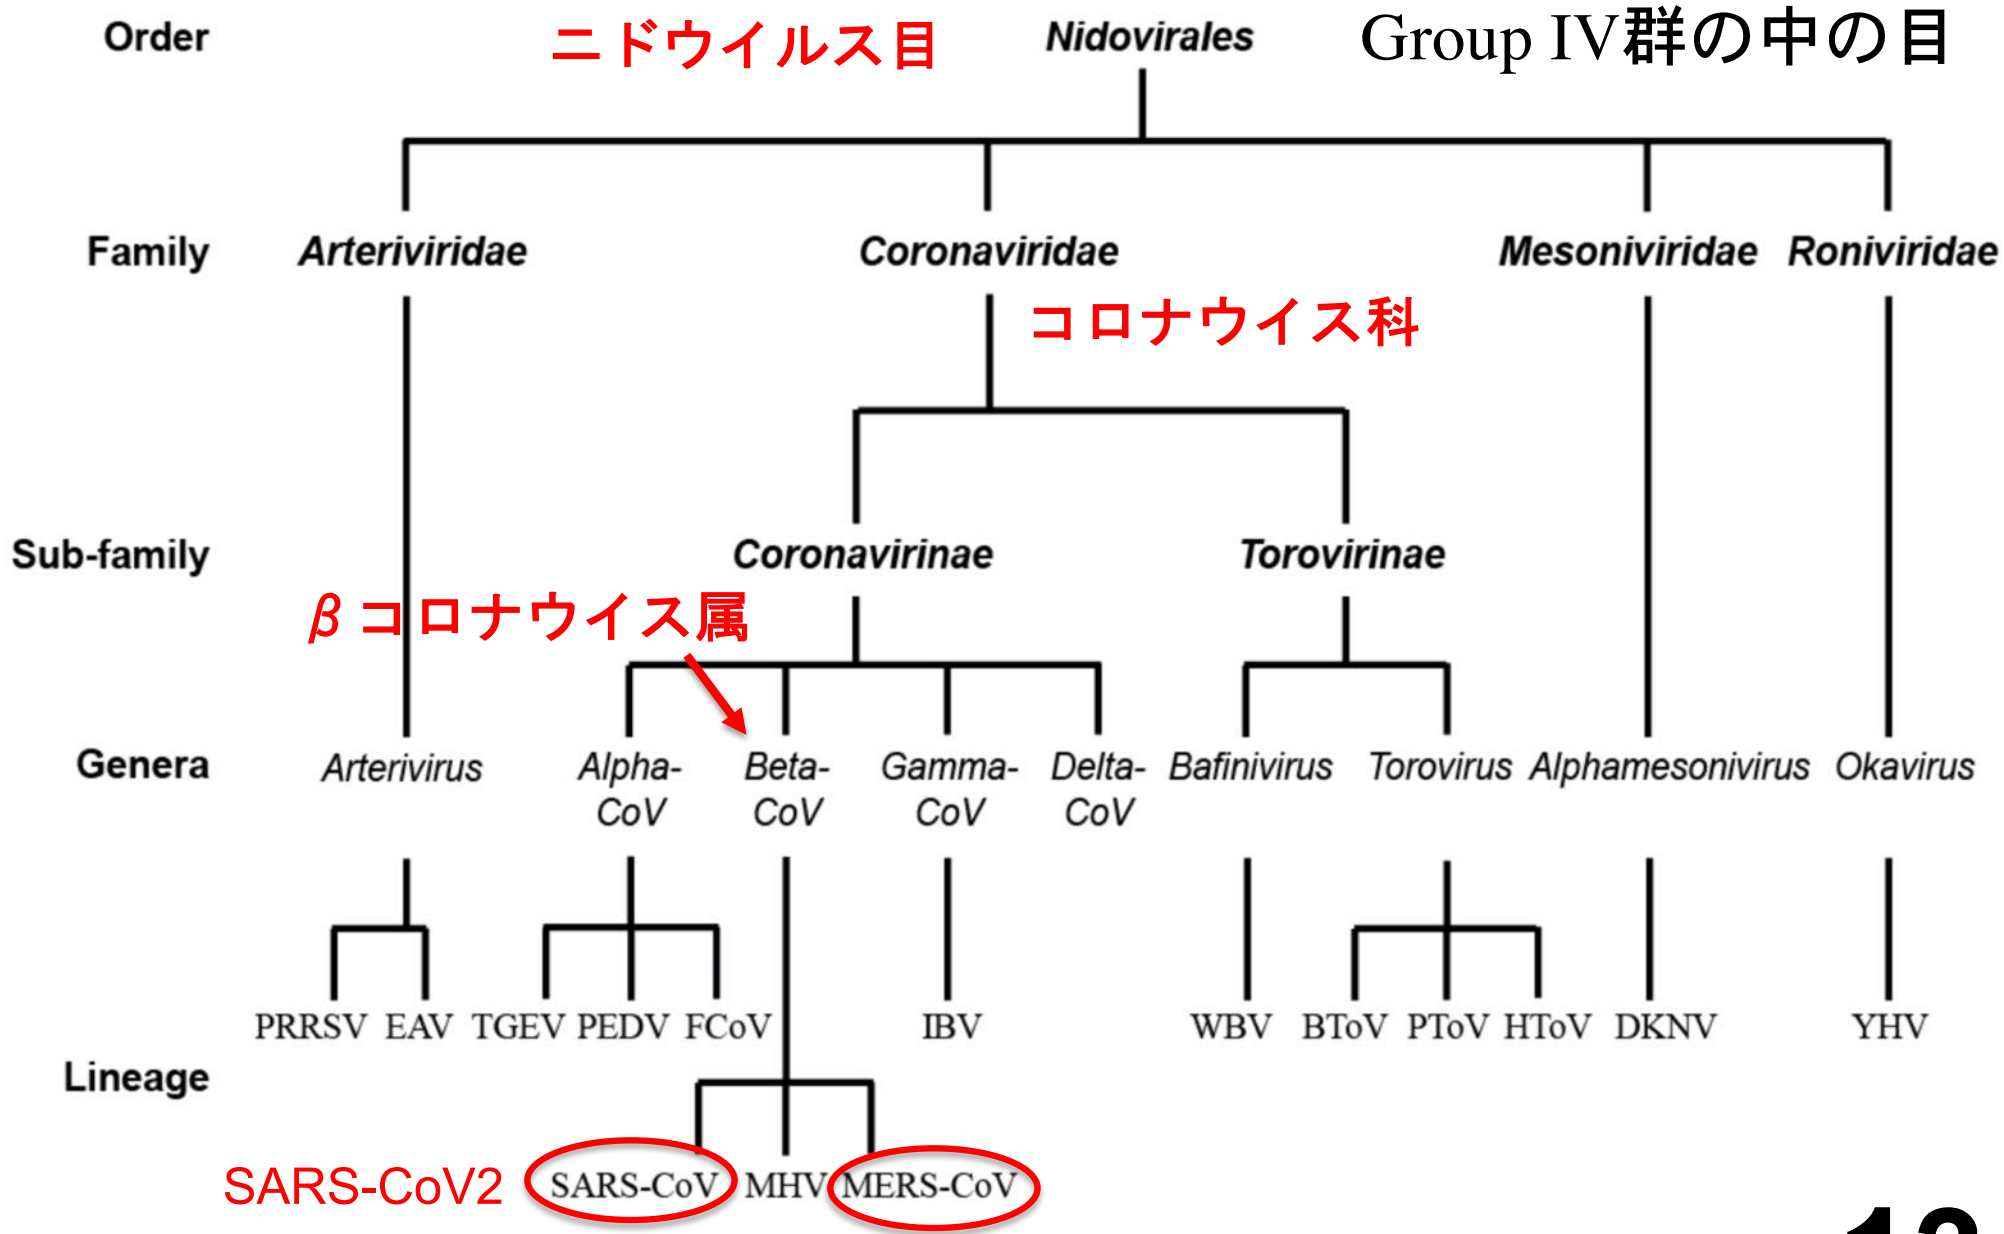 Order ニドウイルス目 Nidovirales Group IV群の中の目
Family Arteriviridae Coronaviridae Mesoniviridae Roniviridae
コロナウイス科
Sub-family Coronavirinae Torovirinae
βコロナウイス属
Genera Arterivirus Alpha- Beta- Gamma- Delta- Bafinivirus Torovirus Alphamesonivirus Okavirus
CoV CoV CoV CoV
PRRSV EAV TGEV PEDV FCoV IBV WBV BToV PToV HToV DKNV YHV
Lineage
SARS-CoV2 SARS-CoV MHV MERS-CoV